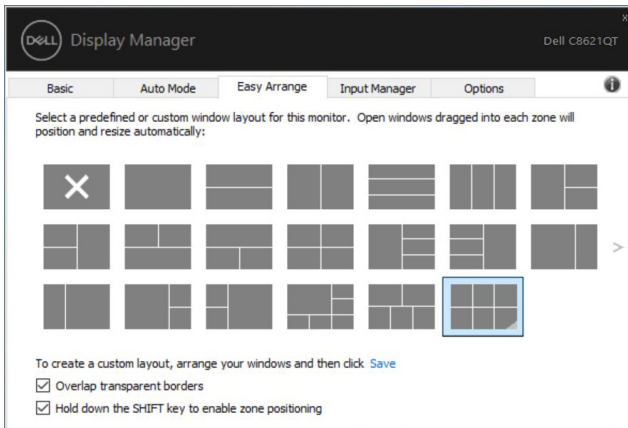 X
DELL Display Manager
Dell C8621QT
Basic Auto Mode Easy Arrange Input Manager Options
Select a predefined or custom window layout for this monitor. Open windows dragged into each zone will
position and resize automatically:
To create a custom layout, arrange your windows and then click Save
Overlap transparent borders
Hold down the SHIFT key to enable zone positioning